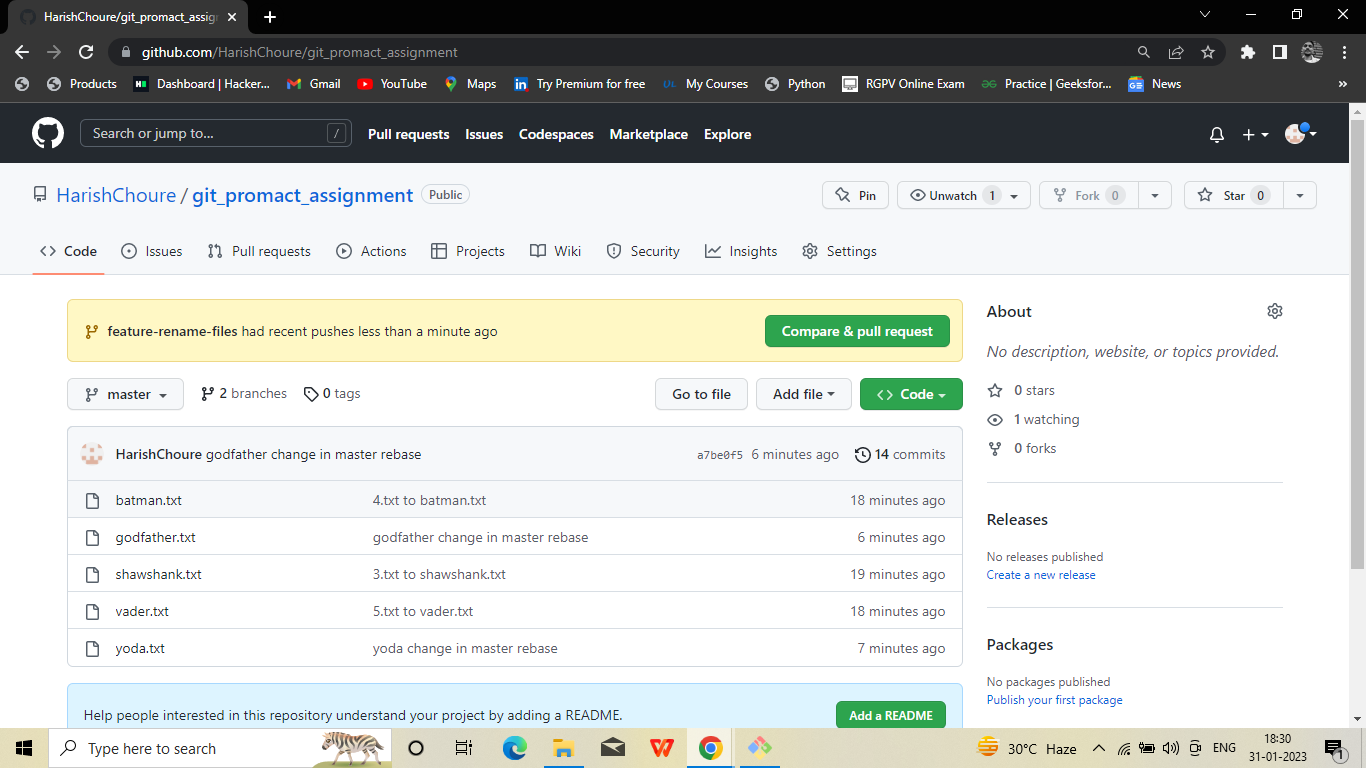 HarishChoure/git_promact_assign
github.com/HarishChoure/git_promact_assignment
Products
Dashboard | Hacker...
Gmail
YouTube
Maps
Try Premium for free
My Courses
Python
RGPV Online Exam
Practice | Geeksfor...
News
Search or jump to...
/
Pull requests
Issues
Codespaces
Marketplace
Explore
HarishChoure / git_promact_assignment
Public
Pin
Unwatch 1
Fork 0
Star 0
Code
Issues
Pull requests
Actions
Projects
Wiki
Security
Insights
Settings
feature-rename-files had recent pushes less than a minute ago
Compare & pull request
master
2 branches
0 tags
Go to file
Add file
Code
HarishChoure godfather change in master rebase
a7be0f5 6 minutes ago
14 commits
batman.txt 4.txt to batman.txt 18 minutes ago
godfather.txt godfather change in master rebase 6 minutes ago
shawshank.txt 3.txt to shawshank.txt 19 minutes ago
vader.txt 5.txt to vader.txt 18 minutes ago
yoda.txt yoda change in master rebase 7 minutes ago
Help people interested in this repository understand your project by adding a README.
Add a README
About
No description, website, or topics provided.
0 stars
1 watching
0 forks
Releases
No releases published
Create a new release
Packages
No packages published
Publish your first package
Type here to search
30°C Haze
ENG
18:30
31-01-2023
1